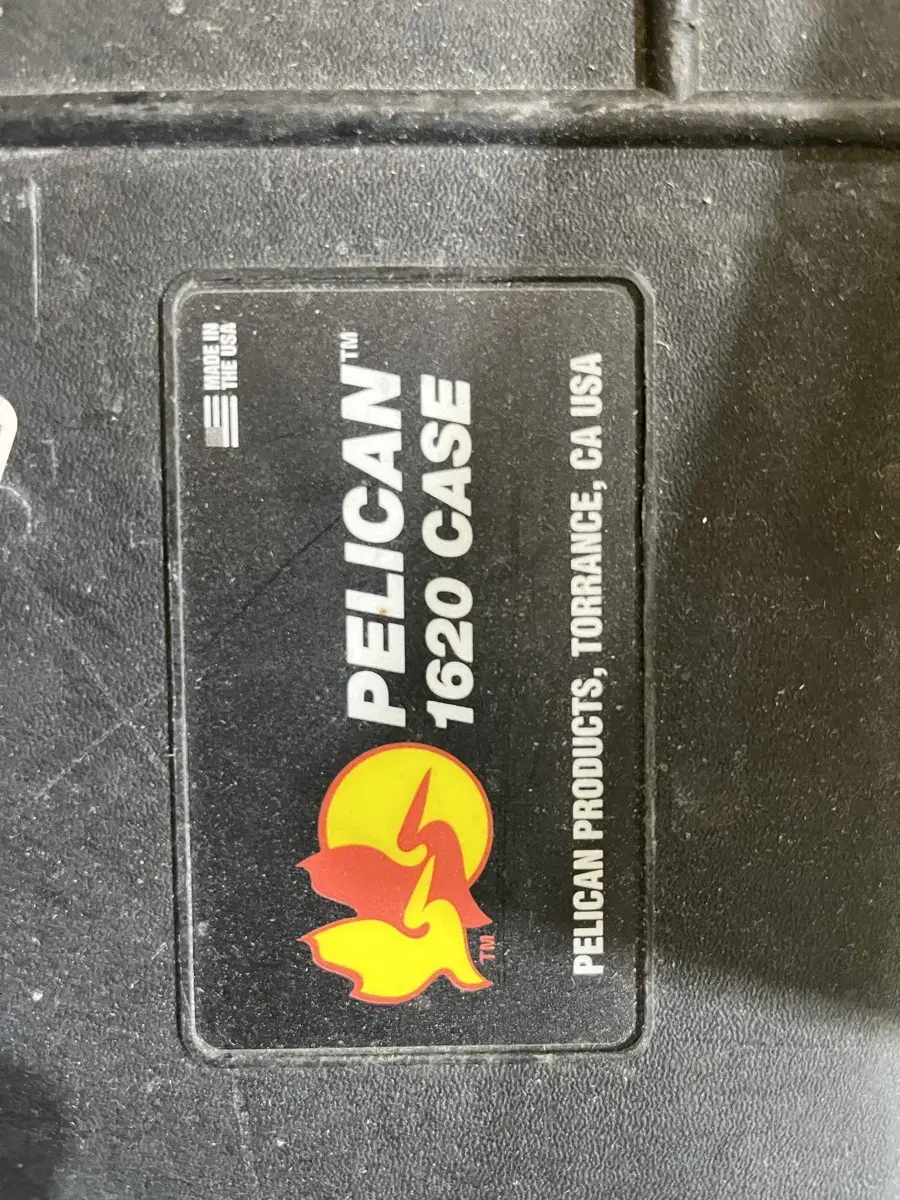 MADE IN
THE USA
PELICAN™
1620 CASE
TM
PELICAN PRODUCTS, TORRANCE, CA USA